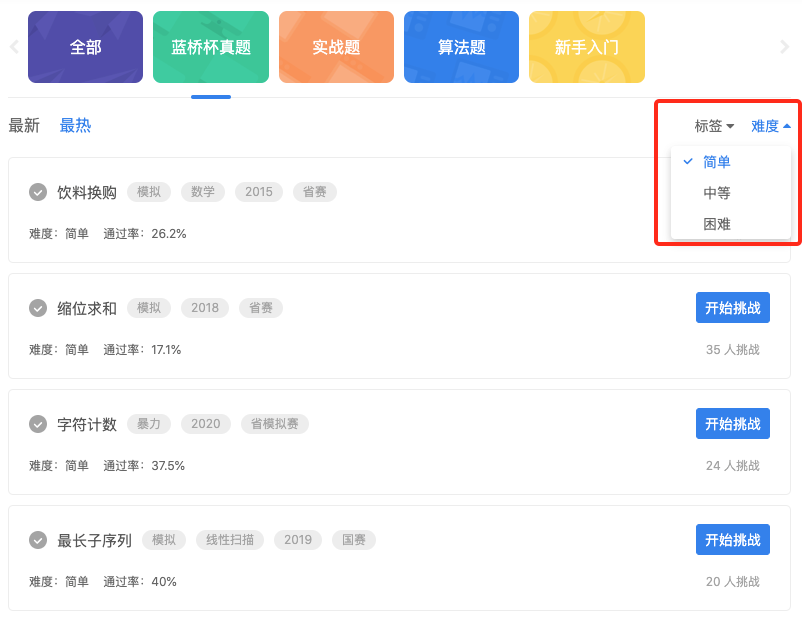 全部 蓝桥杯真题 实战题 算法题 新手入门
最新 最热 标签 难度
简单
中等
困难
饮料换购 模拟 数学 2015 省赛
难度：简单 通过率：26.2%
缩位求和 模拟 2018 省赛 开始挑战
难度：简单 通过率：17.1% 35 人挑战
字符计数 暴力 2020 省模拟赛 开始挑战
难度：简单 通过率：37.5% 24 人挑战
最长子序列 模拟 线性扫描 2019 国赛 开始挑战
难度：简单 通过率：40% 20 人挑战